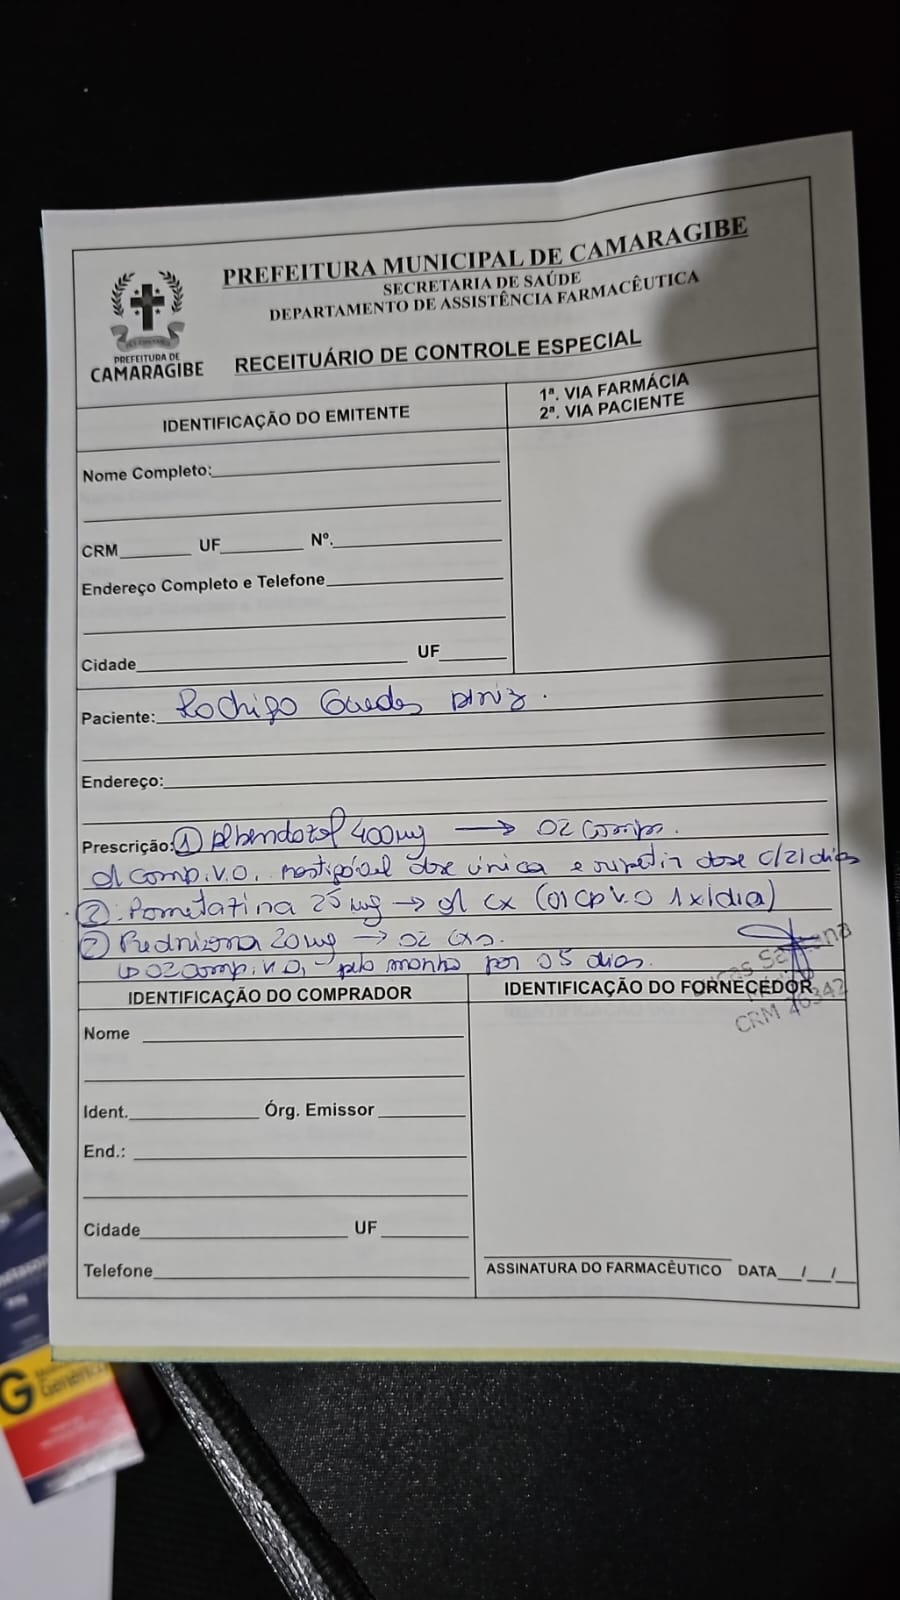 PREFEITURA MUNICIPAL DE CAMARAGIBE
SECRETARIA DE SAÚDE
DEPARTAMENTO DE ASSISTÊNCIA FARMACÊUTICA
PREFEITURA DE
CAMARAGIBE
RECEITUÁRIO DE CONTROLE ESPECIAL
IDENTIFICAÇÃO DO EMITENTE
1ª. VIA FARMÁCIA
2ª. VIA PACIENTE
Nome Completo:
CRM UF Nº.
Endereço Completo e Telefone
Cidade UF
Paciente: Rodrigo Guedes Diniz.
Endereço:
Prescrição: ① Albendazol 400mg → 02 Comps.
01 Comp. V.O. mastigável dose única e repetir dose c/21 dias
② Prometazina 25mg → 01 cx (01 cp V.O 1x/dia)
Prednisona 20mg → 02 cxs.
↳ 02 Comp. V.O. - pela manhã por 05 dias.
CRM
IDENTIFICAÇÃO DO COMPRADOR
IDENTIFICAÇÃO DO FORNECEDOR
Nome
Ident. Órg. Emissor
End.:
Cidade UF
Telefone
ASSINATURA DO FARMACÊUTICO DATA / /
G Genérico